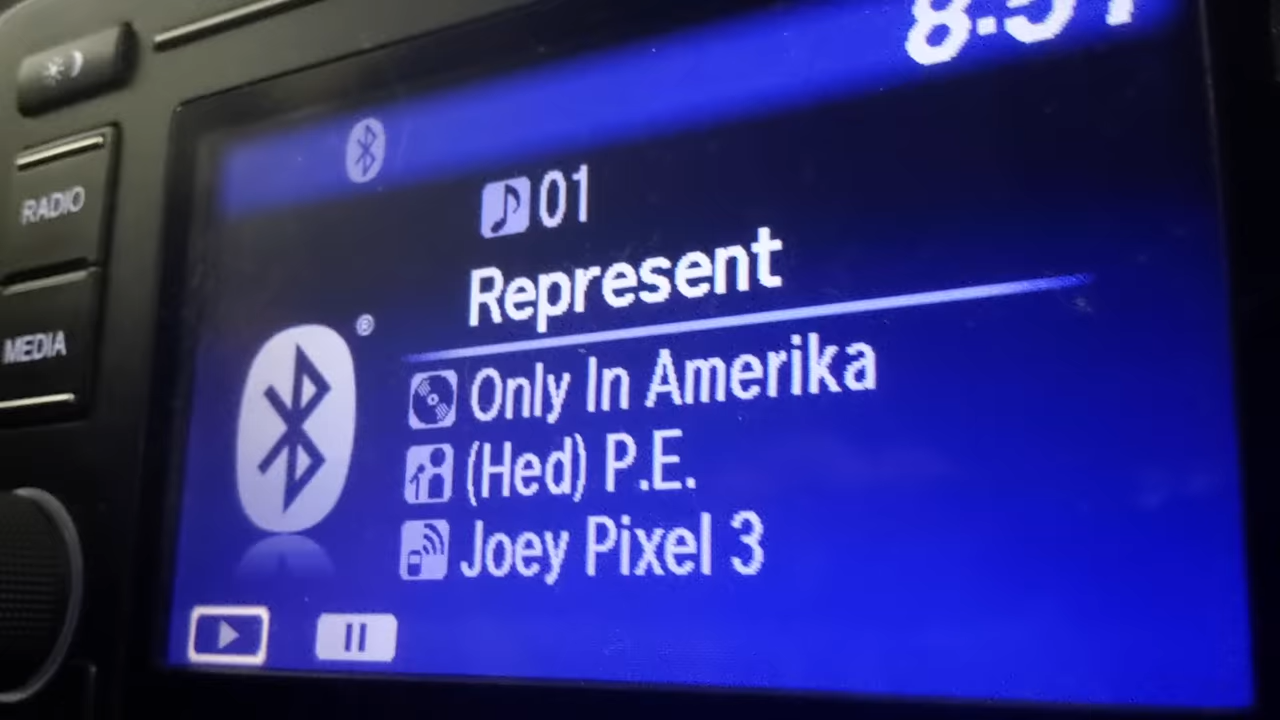 RADIO
MEDIA
01
Represent
®
Only In Amerika
(Hed) P.E.
Joey Pixel 3